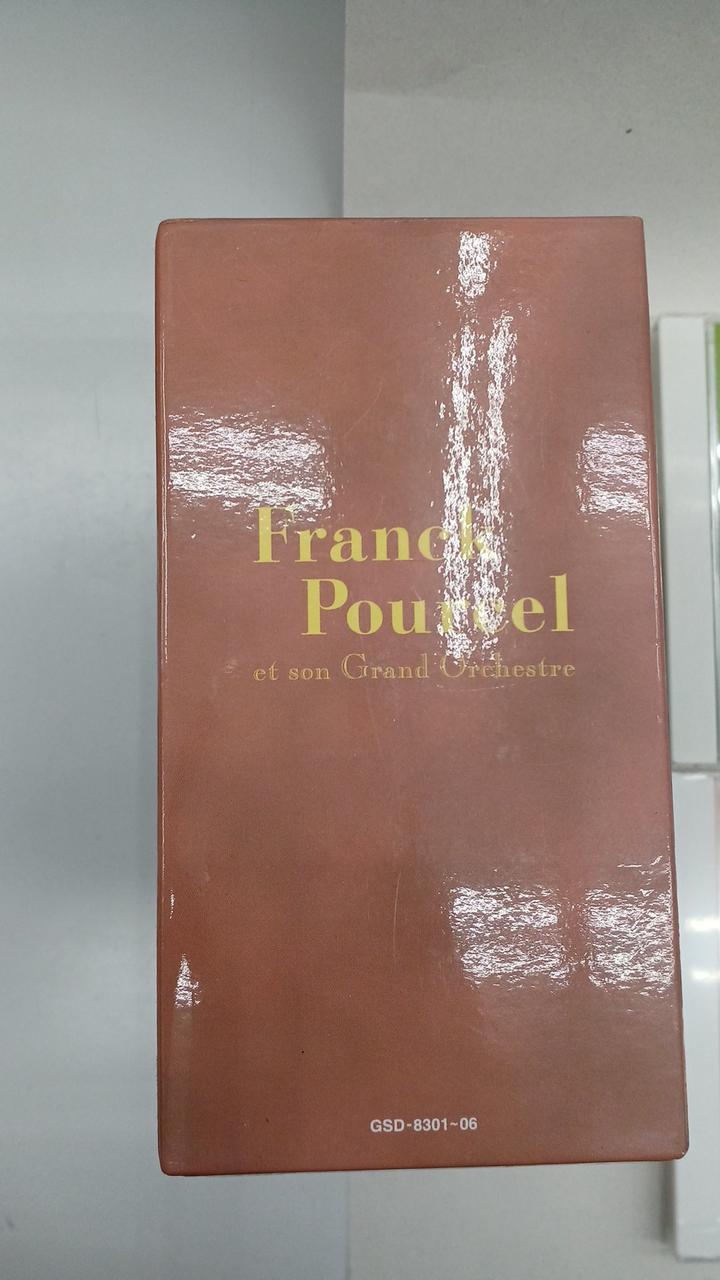 Franck
Pourcel
et son Grand Orchestre
GSD-8301~06